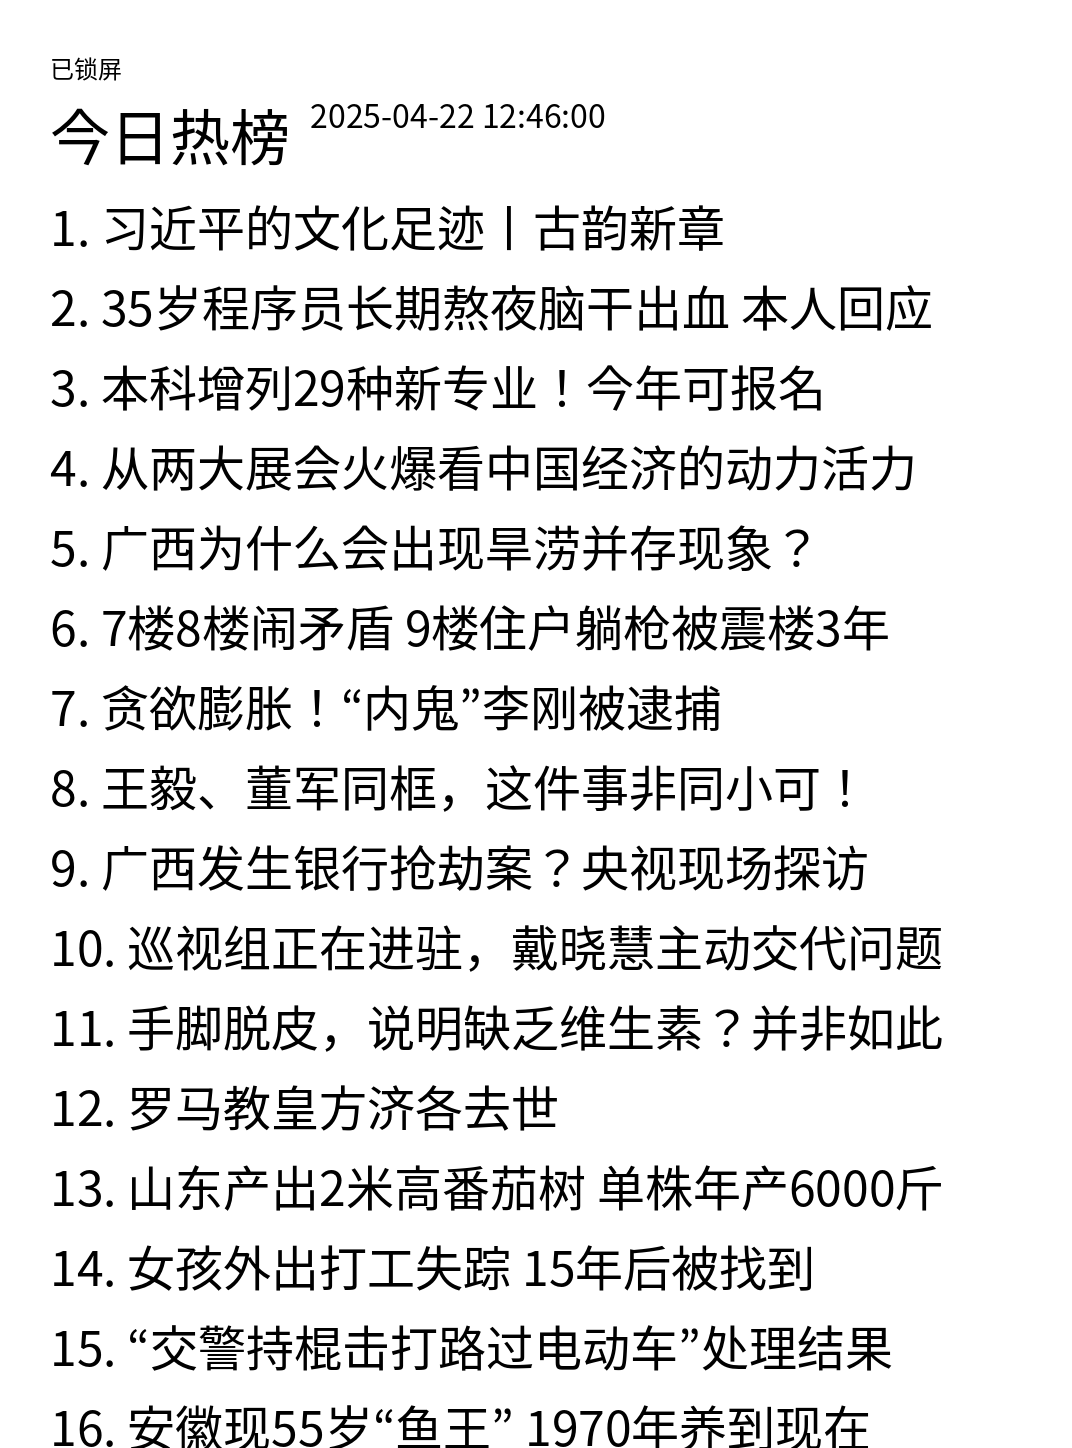 已锁屏
今日热榜 2025-04-22 12:46:00
1. 习近平的文化足迹丨古韵新章
2. 35岁程序员长期熬夜脑干出血 本人回应
3. 本科增列29种新专业！今年可报名
4. 从两大展会火爆看中国经济的动力活力
5. 广西为什么会出现旱涝并存现象？
6. 7楼8楼闹矛盾 9楼住户躺枪被震楼3年
7. 贪欲膨胀！“内鬼”李刚被逮捕
8. 王毅、董军同框，这件事非同小可！
9. 广西发生银行抢劫案？央视现场探访
10. 巡视组正在进驻，戴晓慧主动交代问题
11. 手脚脱皮，说明缺乏维生素？并非如此
12. 罗马教皇方济各去世
13. 山东产出2米高番茄树 单株年产6000斤
14. 女孩外出打工失踪 15年后被找到
15. “交警持棍击打路过电动车”处理结果
16. 安徽现55岁“鱼王” 1970年养到现在